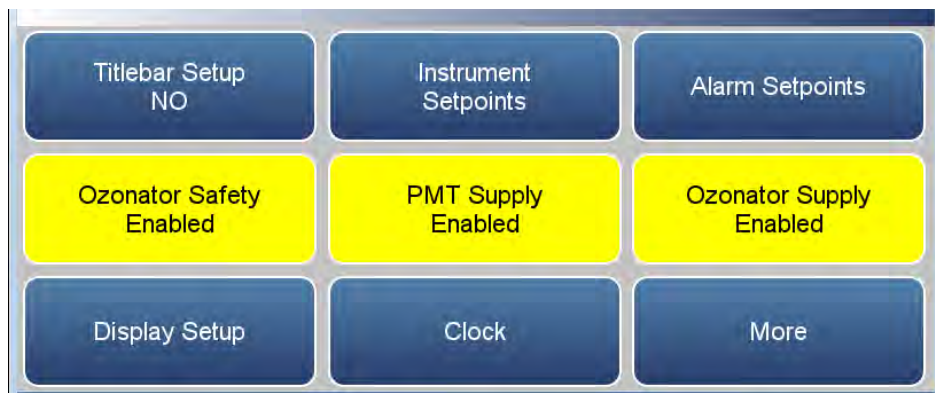 Titlebar Setup
NO
Instrument
Setpoints
Alarm Setpoints
Ozonator Safety
Enabled
PMT Supply
Enabled
Ozonator Supply
Enabled
Display Setup
Clock
More